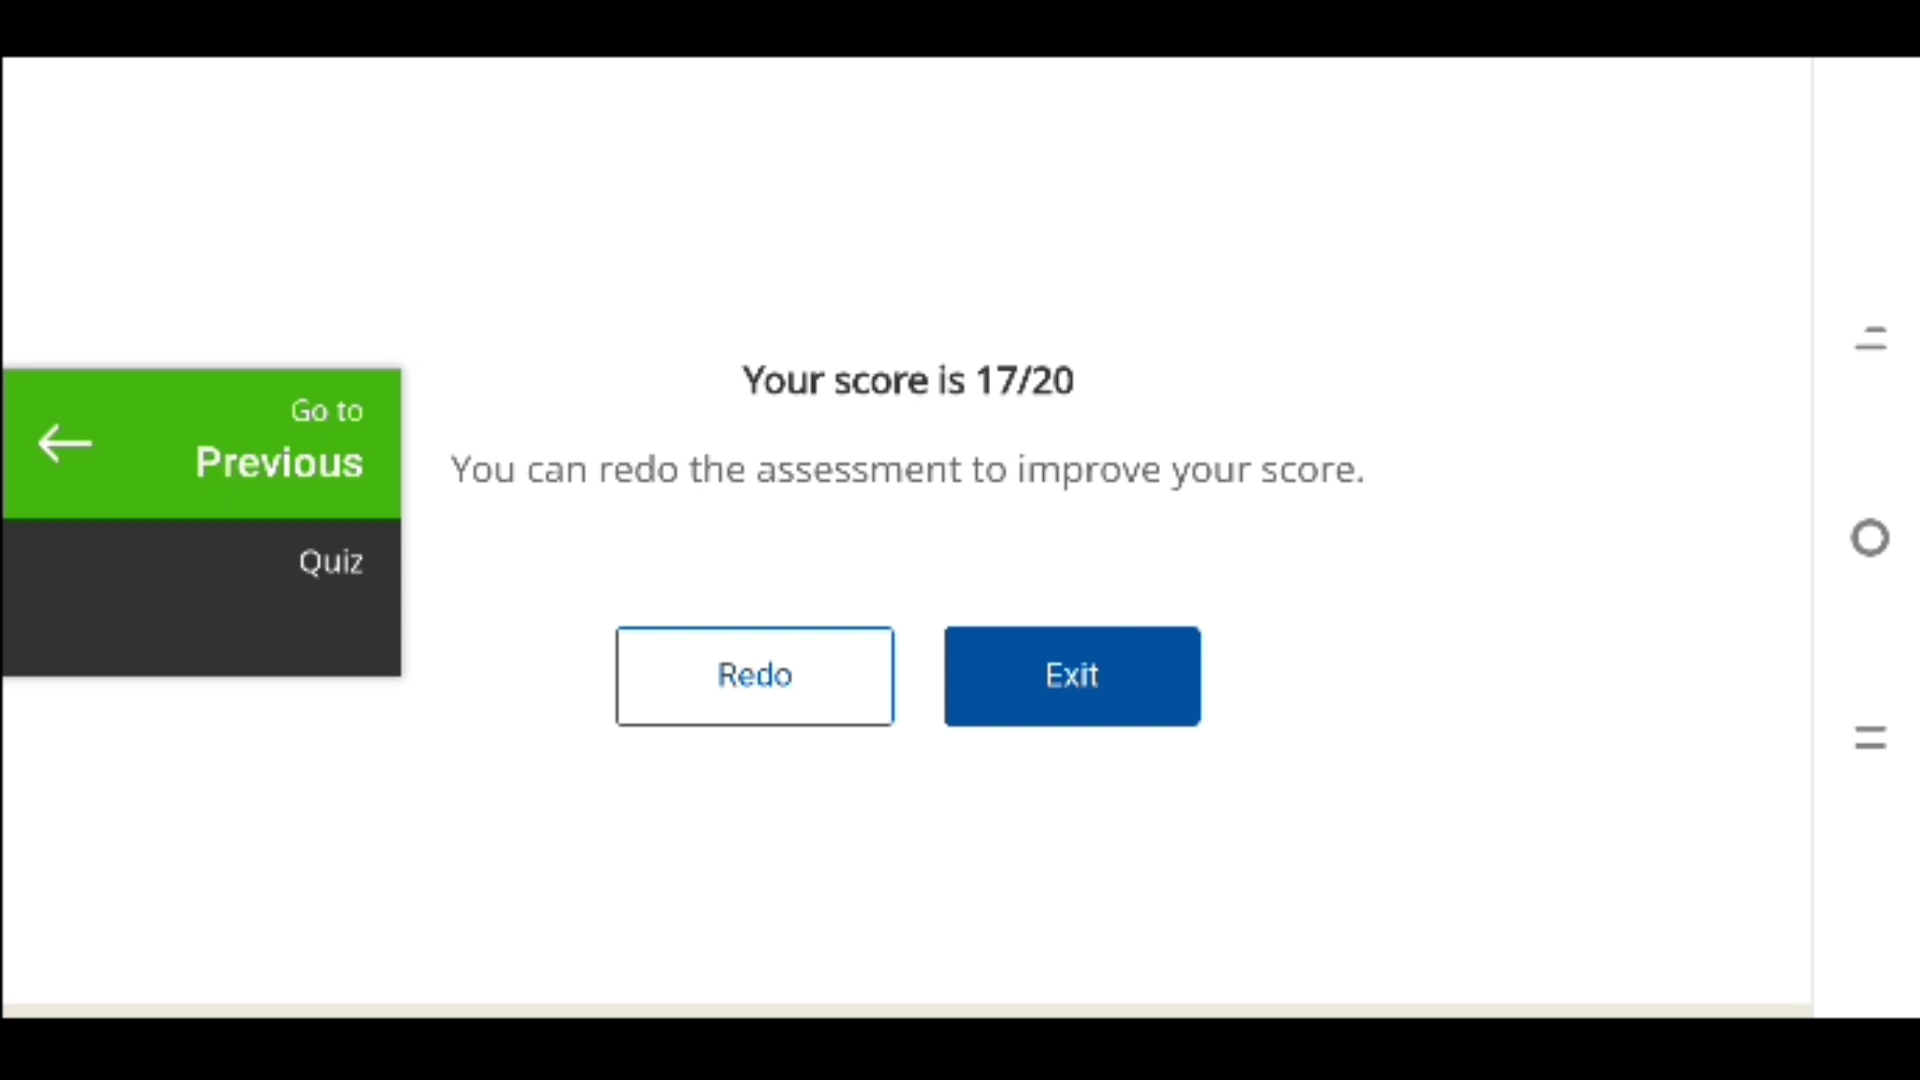 Your score is 17/20
Go to
Previous
You can redo the assessment to improve your score.
Quiz
Redo
Exit